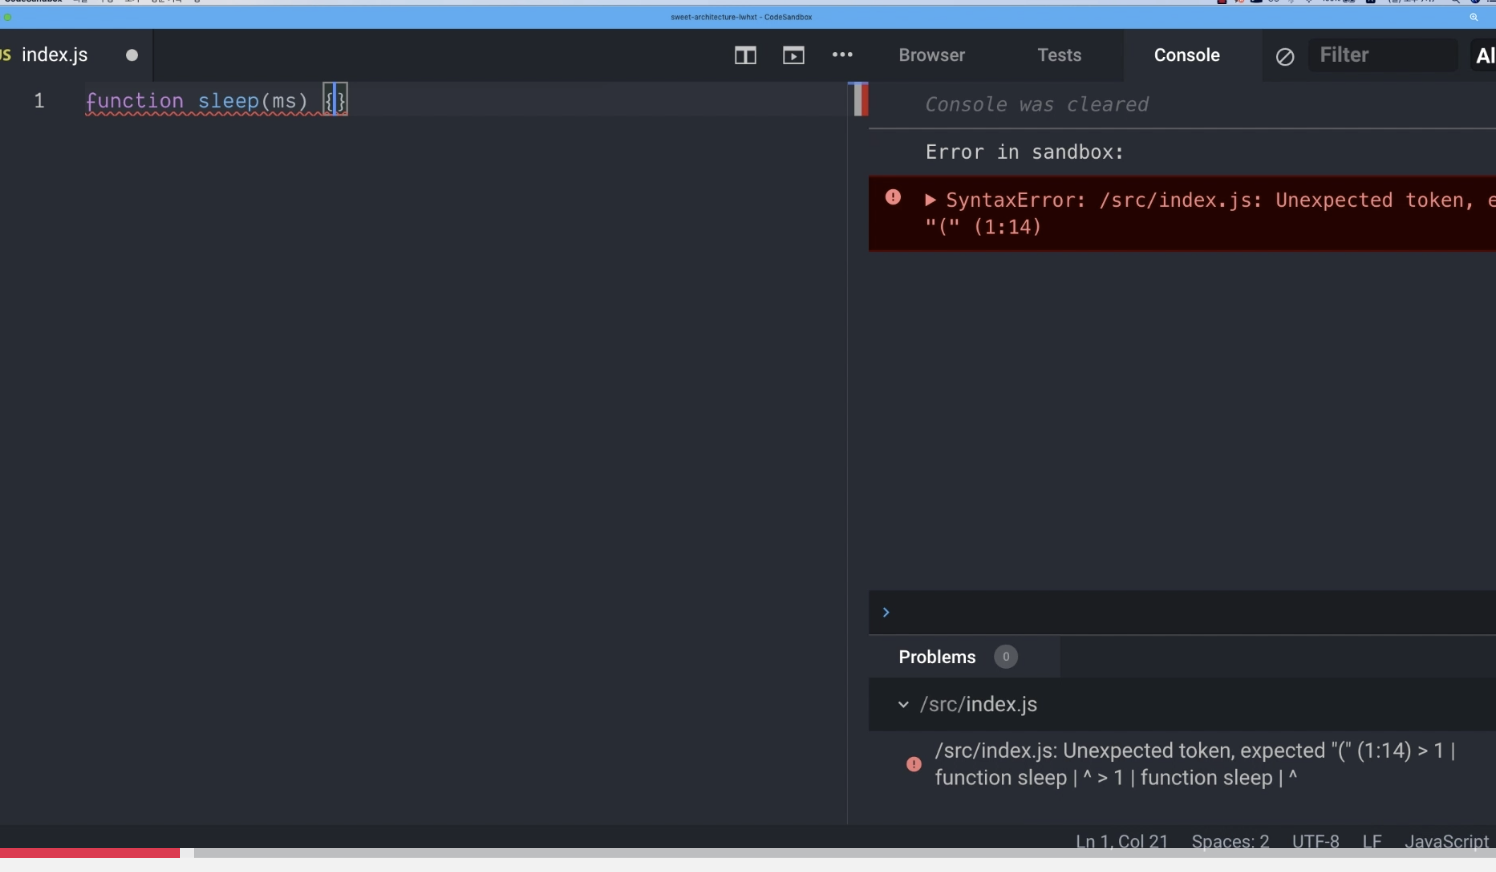 sweet-architecture-lwhxt - CodeSandbox
JS index.js
Browser
Tests
Console
Filter
1 function sleep(ms) {}
Console was cleared
Error in sandbox:
SyntaxError: /src/index.js: Unexpected token, e
"(" (1:14)
Problems 0
/src/index.js
/src/index.js: Unexpected token, expected "(" (1:14) > 1 |
function sleep | ^ > 1 | function sleep | ^
Ln 1, Col 21 Spaces: 2 UTF-8 LF JavaScript